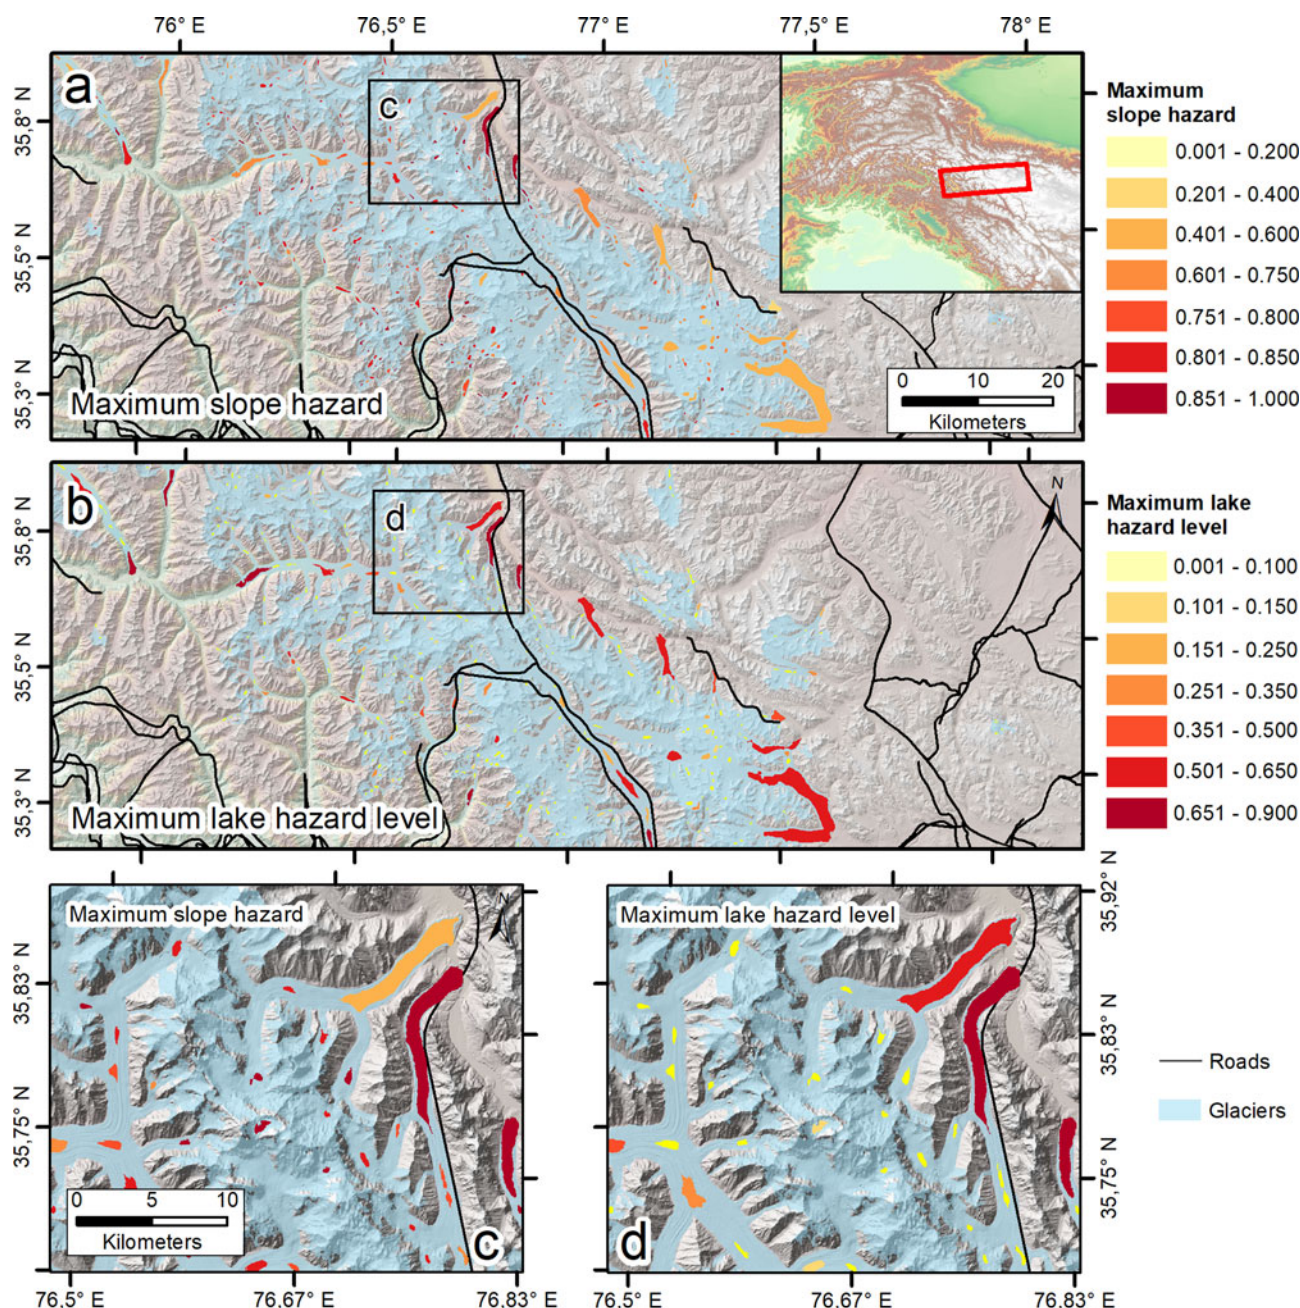 76° E 76,5° E 77° E 77,5° E 78° E
a
c
35,8° N
35,5° N
35,3° N
Maximum slope hazard
0 10 20
Kilometers
Maximum
slope hazard
0.001 - 0.200
0.201 - 0.400
0.401 - 0.600
0.601 - 0.750
0.751 - 0.800
0.801 - 0.850
0.851 - 1.000
b
d
N
35,8° N
35,5° N
35,3° N
Maximum lake hazard level
Maximum lake
hazard level
0.001 - 0.100
0.101 - 0.150
0.151 - 0.250
0.251 - 0.350
0.351 - 0.500
0.501 - 0.650
0.651 - 0.900
Maximum slope hazard
N
35,83° N
35,75° N
0 5 10
Kilometers
c
76.5° E 76.67° E 76.83° E
Maximum lake hazard level
35,92° N
35,83° N
35,75° N
d
76.5° E 76.67° E 76.83° E
Roads
Glaciers